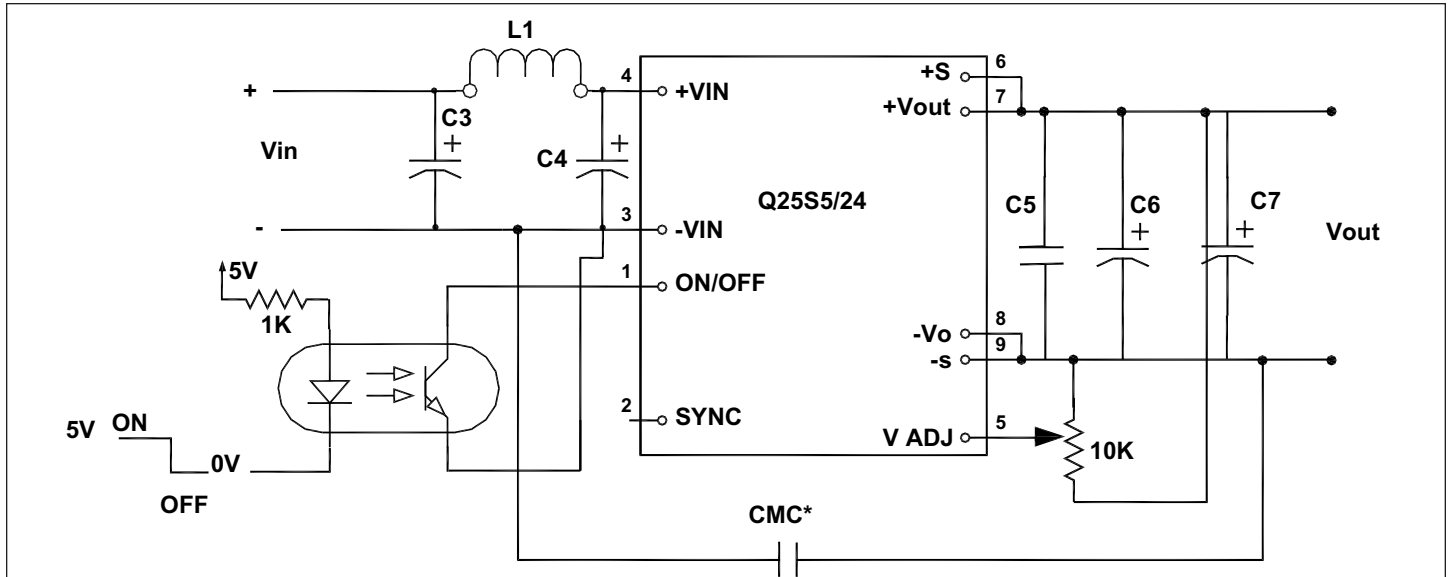 L1
+
4
+VIN
+S
6
+Vout
7
C3
+
Vin
C4
+
Q25S5/24
C5
C6
+
C7
+
Vout
-
3
-VIN
5V
1
ON/OFF
1K
-Vo
8
-s
9
2
SYNC
V ADJ
5
10K
5V
ON
0V
OFF
CMC*